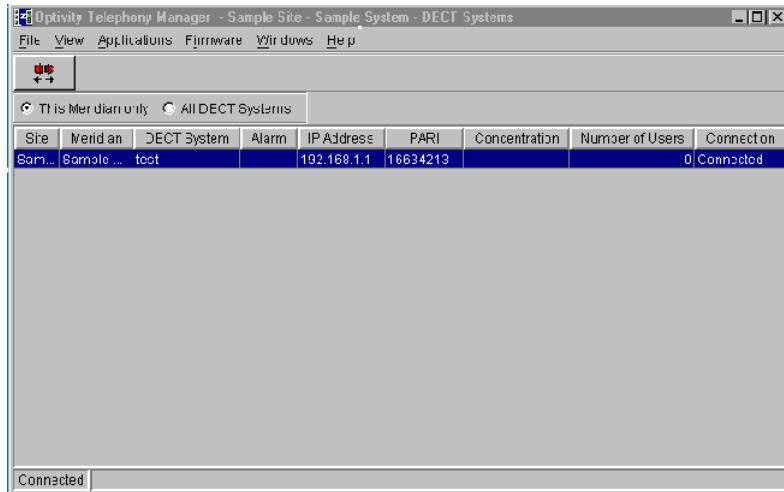 Optivity Telephony Manager - Sample Site - Sample System - DECT Systems
File View Applications Firmware Windows Help
This Meridian only All DECT Systems
Site Meridian DECT System Alarm IP Address PARI Concentration Number of Users Connection
Sam... Sample ... test 192.168.1.1 16634213 0 Connected
Connected